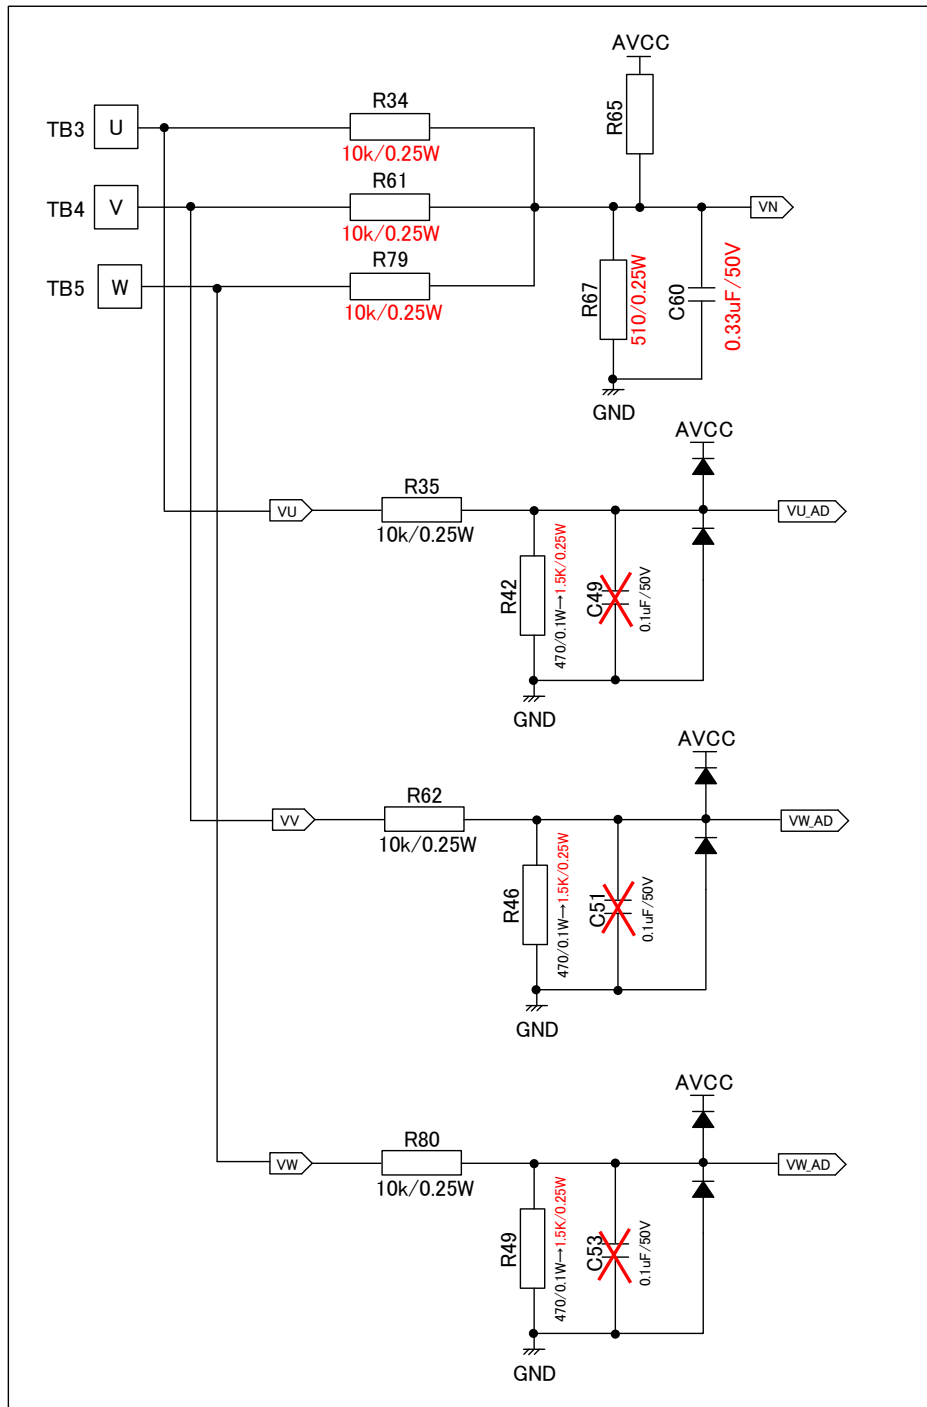 AVCC
R65
R34
TB3 U
10k/0.25W
R61
TB4 V
VN
10k/0.25W
R79
TB5 W
10k/0.25W
R67
510/0.25W
C60
0.33uF/50V
GND
AVCC
R35
VU
VU_AD
10k/0.25W
R42
470/0.1W→1.5K/0.25W
C49
0.1uF/50V
GND
AVCC
R62
VV
VW_AD
10k/0.25W
R46
470/0.1W→1.5K/0.25W
C51
0.1uF/50V
GND
AVCC
R80
VW
VW_AD
10k/0.25W
R49
470/0.1W→1.5K/0.25W
C53
0.1uF/50V
GND